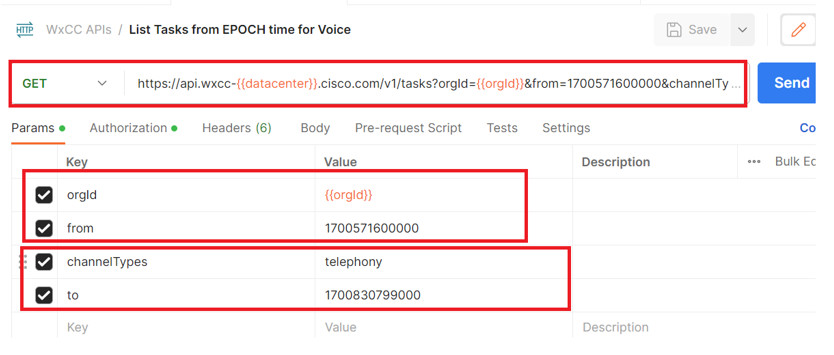 HTTP WxCC APIs / List Tasks from EPOCH time for Voice Save
GET https://api.wxcc-{{datacenter}}.cisco.com/v1/tasks?orgId={{orgId}}&from=1700571600000&channelTy... Send
Params Authorization Headers (6) Body Pre-request Script Tests Settings Co
Key Value Description ••• Bulk Ed
orgId {{orgId}}
from 1700571600000
channelTypes telephony
to 1700830799000
Key Value Description